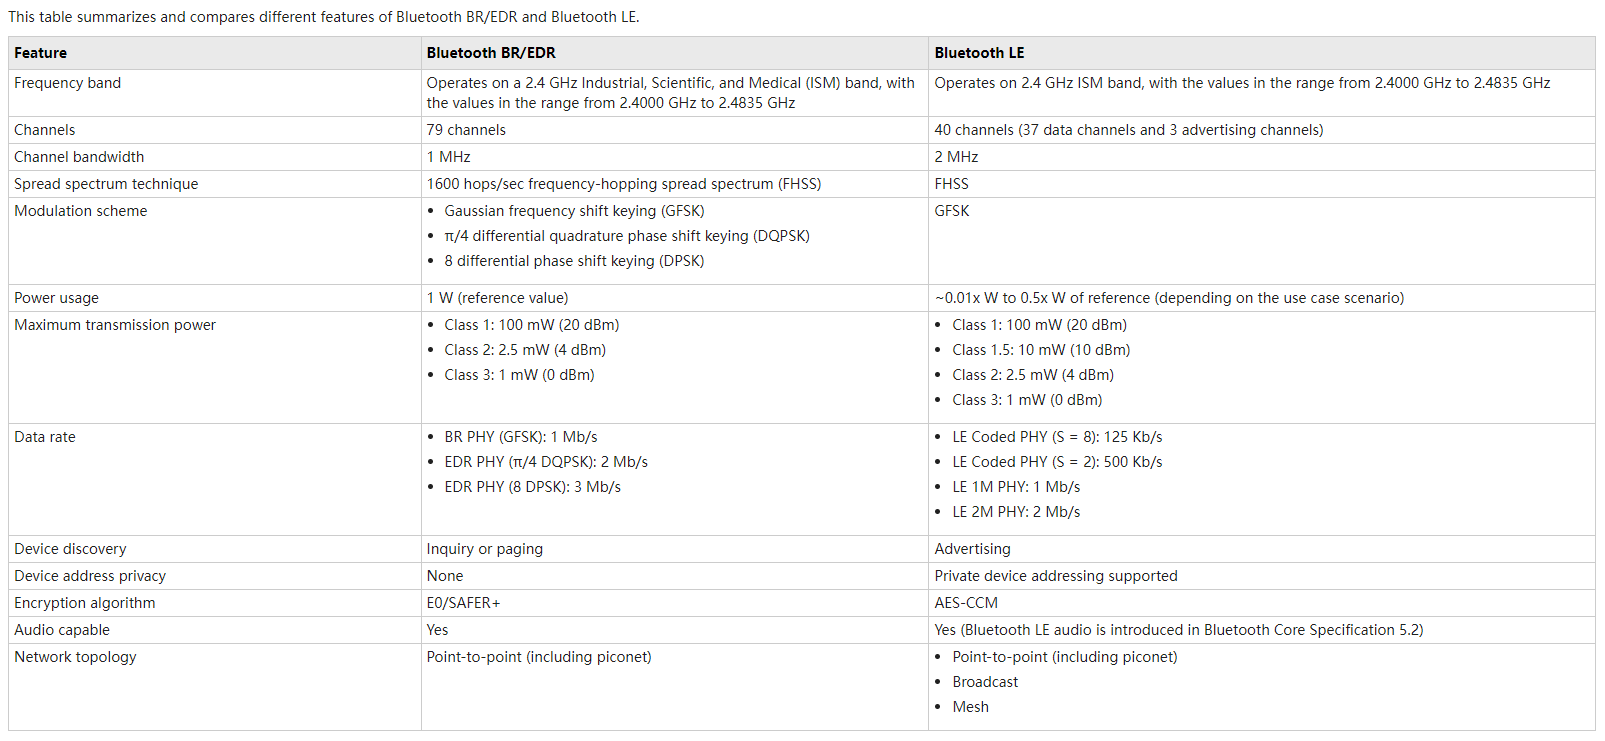 This table summarizes and compares different features of Bluetooth BR/EDR and Bluetooth LE.
Feature
Bluetooth BR/EDR
Bluetooth LE
Frequency band
Operates on a 2.4 GHz Industrial, Scientific, and Medical (ISM) band, with
the values in the range from 2.4000 GHz to 2.4835 GHz
Operates on 2.4 GHz ISM band, with the values in the range from 2.4000 GHz to 2.4835 GHz
Channels
79 channels
40 channels (37 data channels and 3 advertising channels)
Channel bandwidth
1 MHz
2 MHz
Spread spectrum technique
1600 hops/sec frequency-hopping spread spectrum (FHSS)
FHSS
Modulation scheme
• Gaussian frequency shift keying (GFSK)
• π/4 differential quadrature phase shift keying (DQPSK)
• 8 differential phase shift keying (DPSK)
GFSK
Power usage
1 W (reference value)
~0.01x W to 0.5x W of reference (depending on the use case scenario)
Maximum transmission power
• Class 1: 100 mW (20 dBm)
• Class 2: 2.5 mW (4 dBm)
• Class 3: 1 mW (0 dBm)
• Class 1: 100 mW (20 dBm)
• Class 1.5: 10 mW (10 dBm)
• Class 2: 2.5 mW (4 dBm)
• Class 3: 1 mW (0 dBm)
Data rate
• BR PHY (GFSK): 1 Mb/s
• EDR PHY (π/4 DQPSK): 2 Mb/s
• EDR PHY (8 DPSK): 3 Mb/s
• LE Coded PHY (S = 8): 125 Kb/s
• LE Coded PHY (S = 2): 500 Kb/s
• LE 1M PHY: 1 Mb/s
• LE 2M PHY: 2 Mb/s
Device discovery
Inquiry or paging
Advertising
Device address privacy
None
Private device addressing supported
Encryption algorithm
E0/SAFER+
AES-CCM
Audio capable
Yes
Yes (Bluetooth LE audio is introduced in Bluetooth Core Specification 5.2)
Network topology
Point-to-point (including piconet)
• Point-to-point (including piconet)
• Broadcast
• Mesh